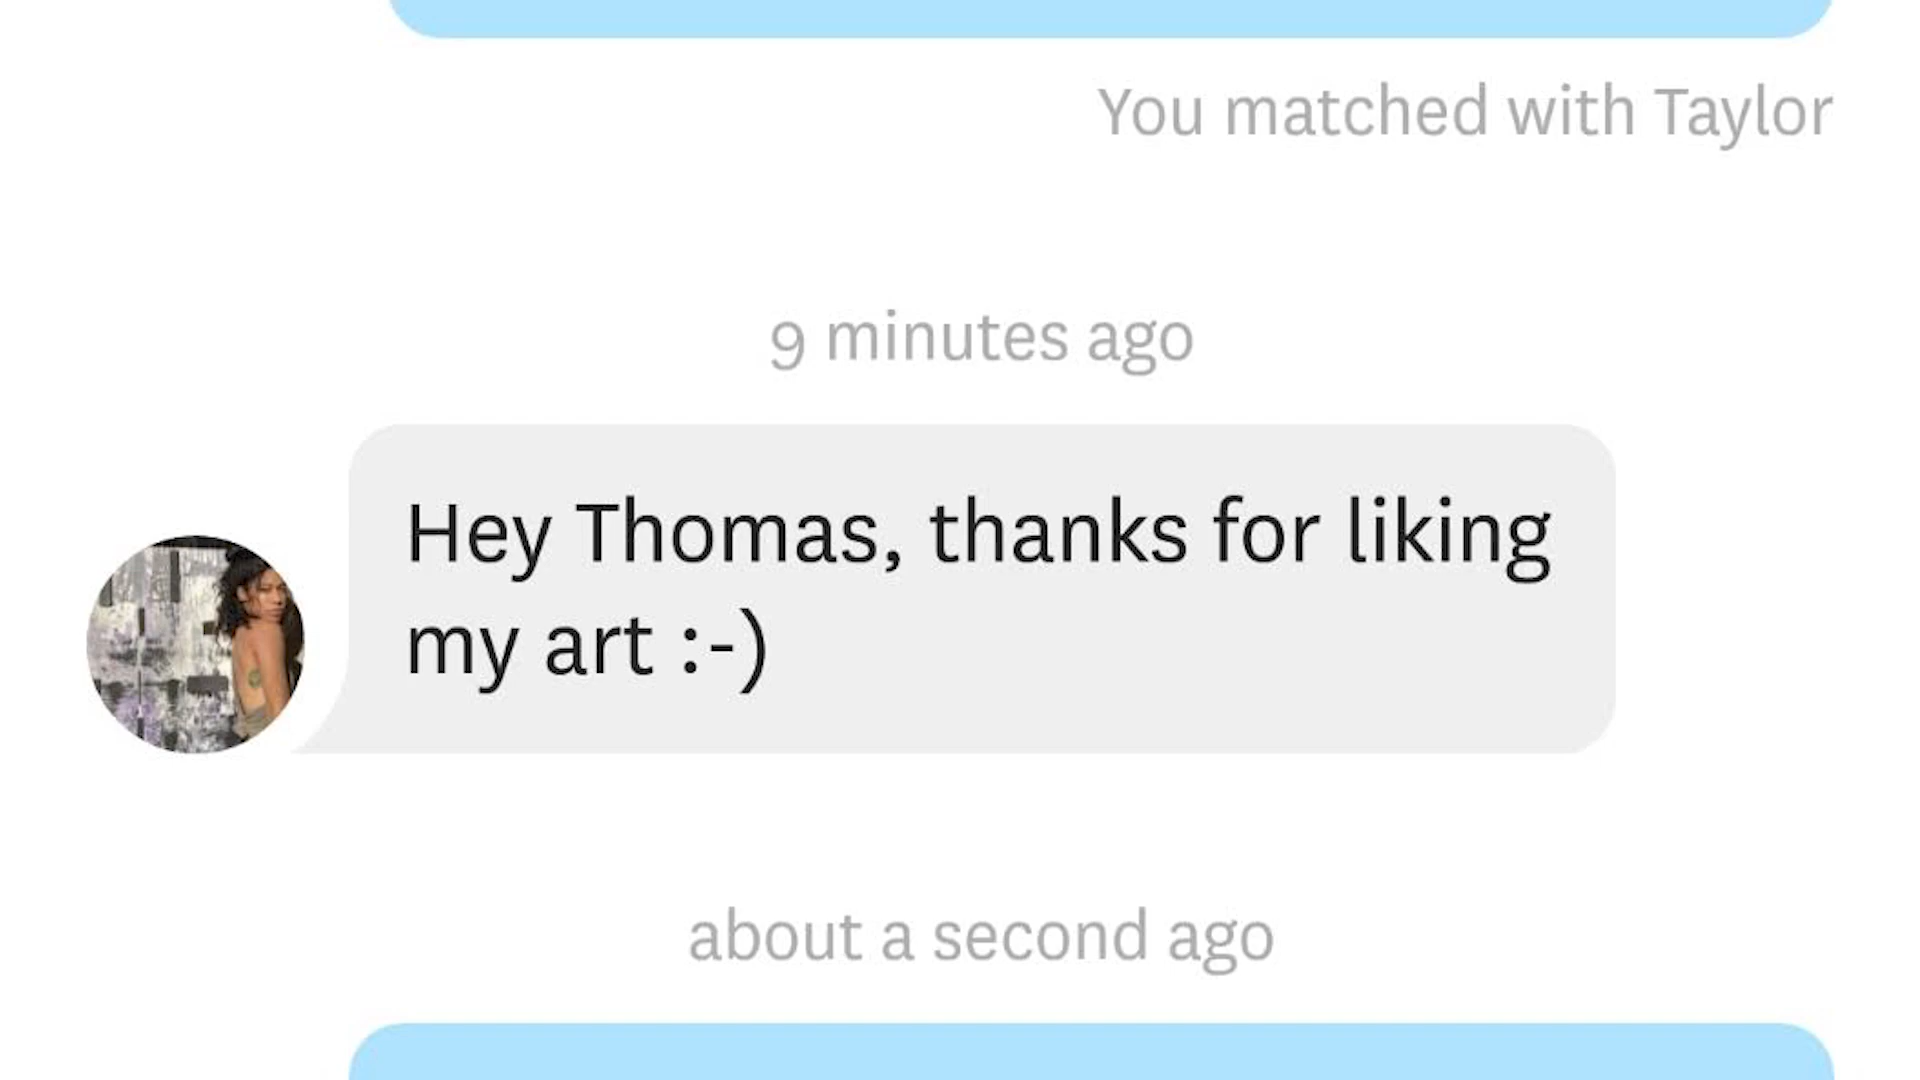 You matched with Taylor
9 minutes ago
Hey Thomas, thanks for liking
my art :-)
about a second ago